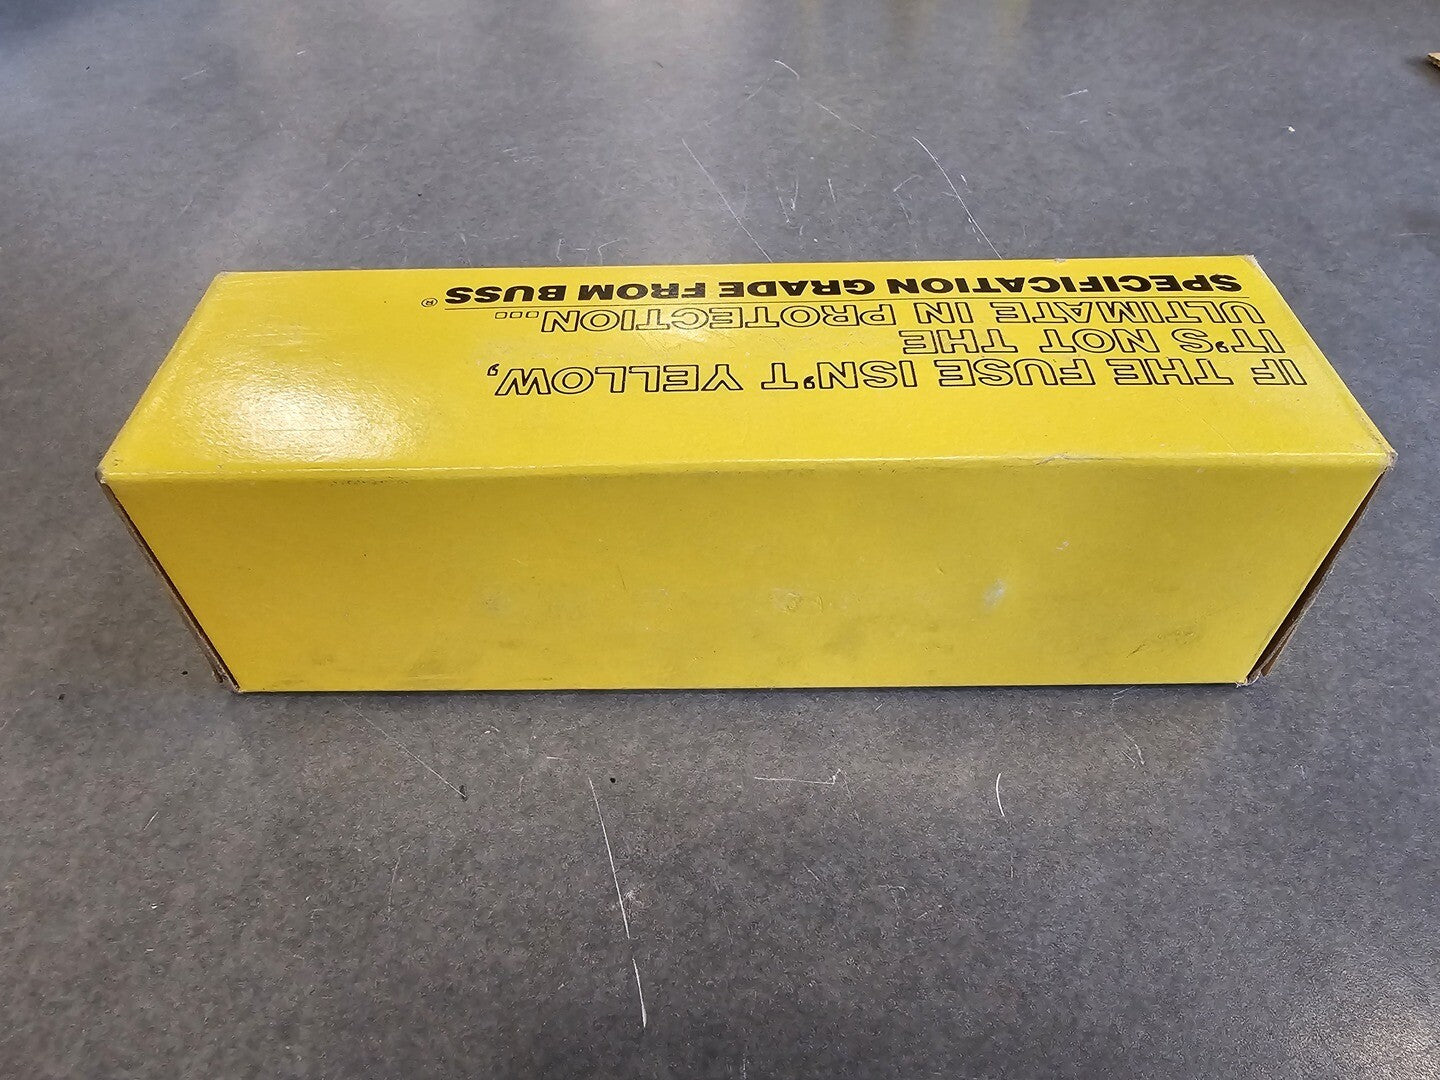 IF THE FUSE ISN'T YELLOW,
IT'S NOT THE
ULTIMATE IN PROTECTION...
SPECIFICATION GRADE FROM BUSS®